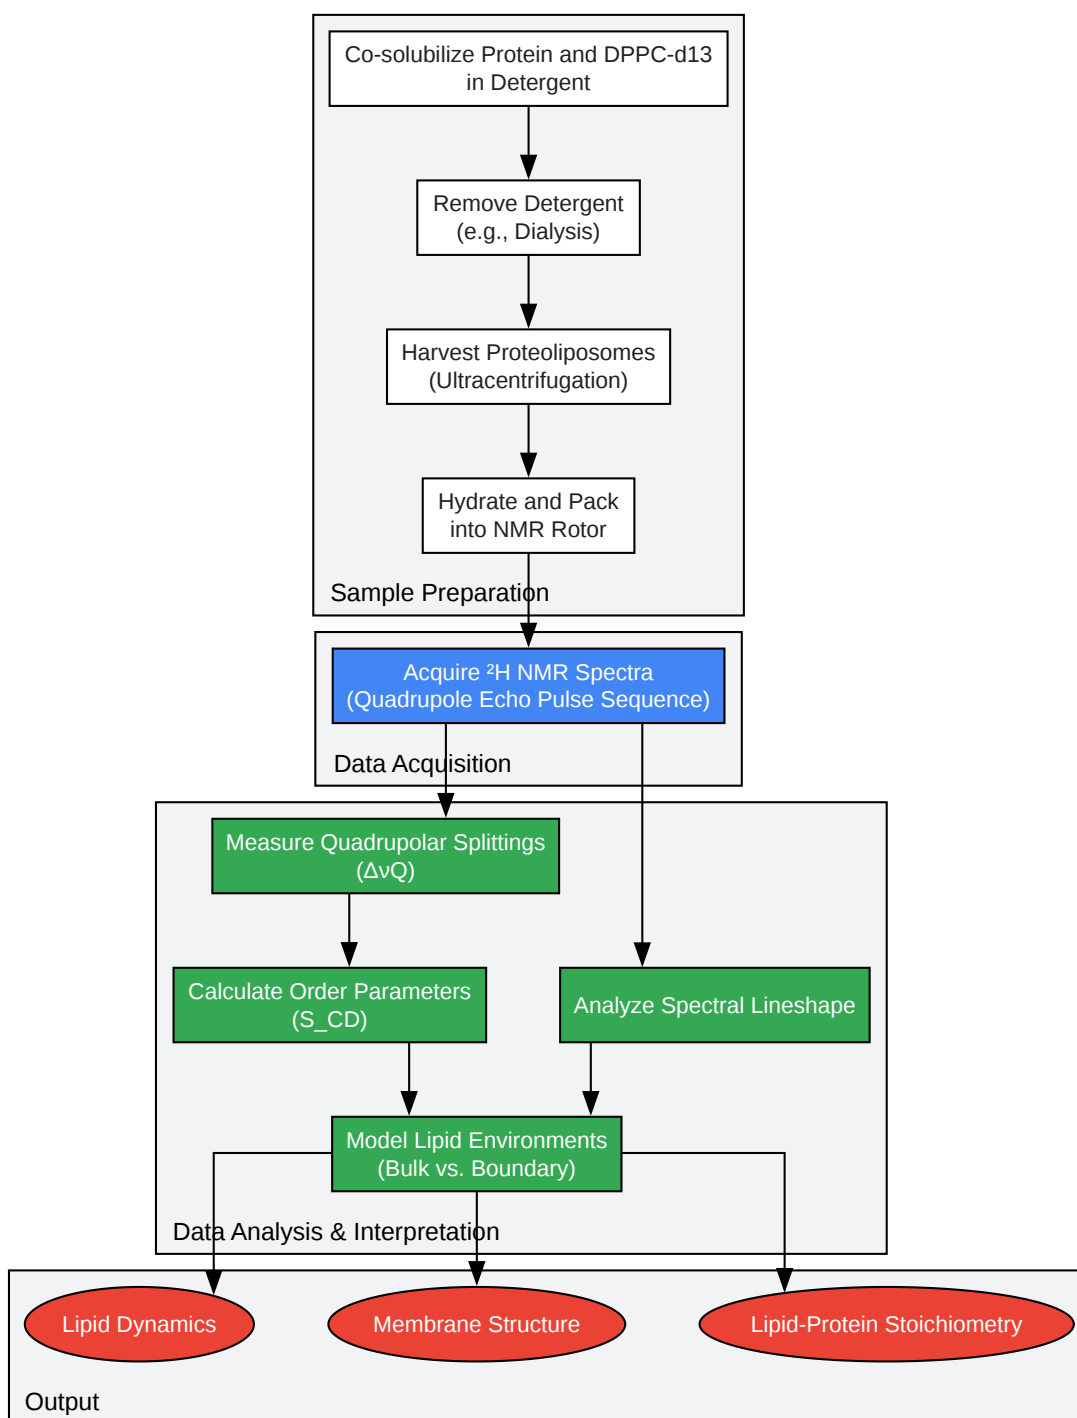 Co-solubilize Protein and DPPC-d13
in Detergent
Remove Detergent
(e.g., Dialysis)
Harvest Proteoliposomes
(Ultracentrifugation)
Hydrate and Pack
into NMR Rotor
Sample Preparation
Acquire ²H NMR Spectra
(Quadrupole Echo Pulse Sequence)
Data Acquisition
Measure Quadrupolar Splittings
(ΔνQ)
Calculate Order Parameters
(S_CD)
Analyze Spectral Lineshape
Model Lipid Environments
(Bulk vs. Boundary)
Data Analysis & Interpretation
Lipid Dynamics
Membrane Structure
Lipid-Protein Stoichiometry
Output